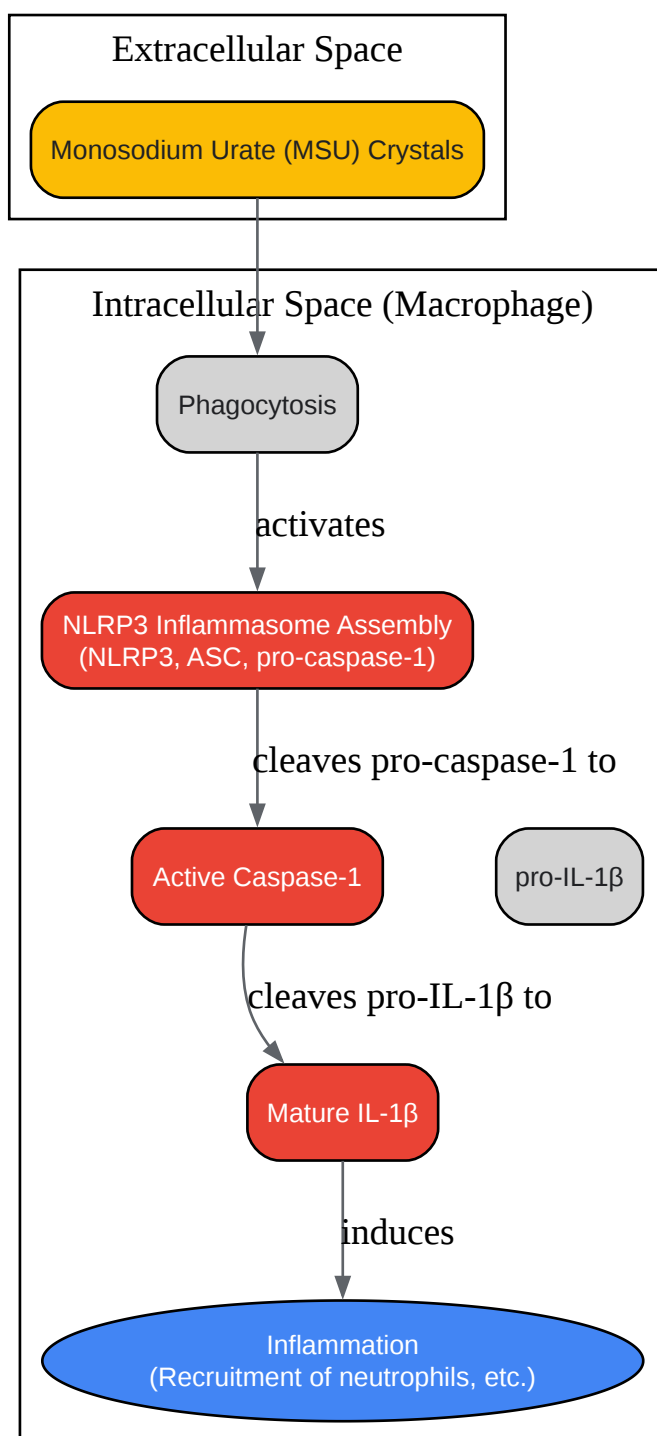 Extracellular Space
Monosodium Urate (MSU) Crystals
Intracellular Space (Macrophage)
Phagocytosis
activates
NLRP3 Inflammasome Assembly
(NLRP3, ASC, pro-caspase-1)
cleaves pro-caspase-1 to
Active Caspase-1
pro-IL-1β
cleaves pro-IL-1β to
Mature IL-1β
induces
Inflammation
(Recruitment of neutrophils, etc.)